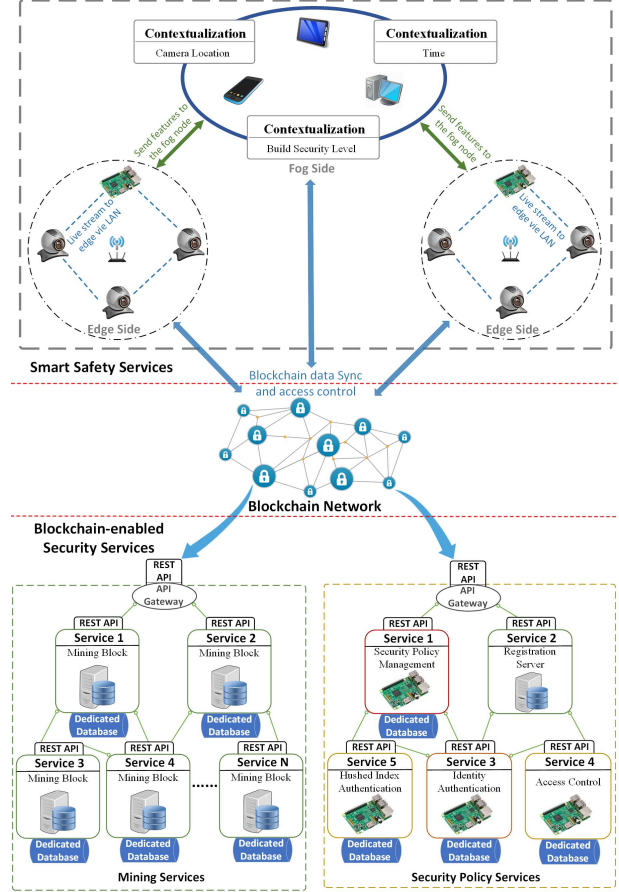 Contextualization
Camera Location
Contextualization
Time
Contextualization
Build Security Level
Fog Side
Send features to
the fog node
Send features to
the fog node
Live stream to
edge vie LAN
Live stream to
edge vie LAN
Edge Side
Edge Side
Smart Safety Services
Blockchain data Sync
and access control
Blockchain Network
Blockchain-enabled
Security Services
REST
API
API
Gateway
REST API
Service 1
Mining Block
Dedicated
Database
REST API
Service 2
Mining Block
Dedicated
Database
REST API
Service 3
Mining Block
Dedicated
Database
REST API
Service 4
Mining Block
Dedicated
Database
......
REST API
Service N
Mining Block
Dedicated
Database
Mining Services
REST
API
API
Gateway
REST API
Service 1
Security Policy
Management
Dedicated
Database
REST API
Service 2
Registration
Server
REST API
Service 5
Hushed Index
Authentication
Dedicated
Database
REST API
Service 3
Identity
Authentication
Dedicated
Database
REST API
Service 4
Access Control
Dedicated
Database
Security Policy Services